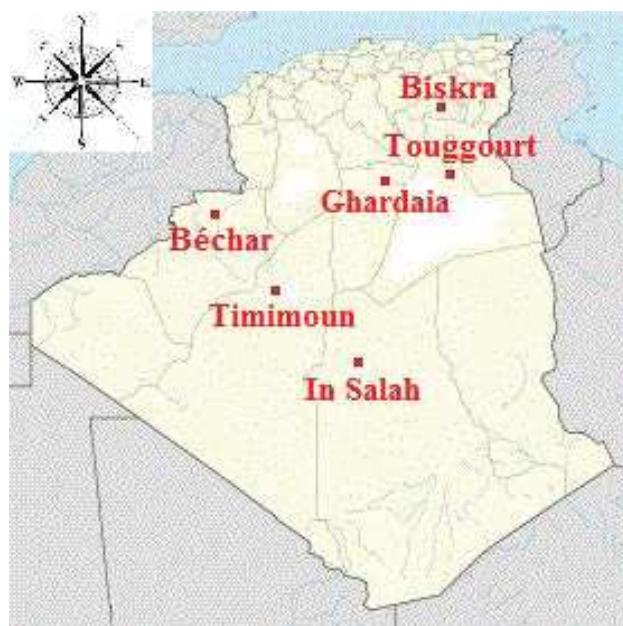 N
W
E
S
Biskra
Touggourt
Ghardaia
Béchar
Timimoun
In Salah